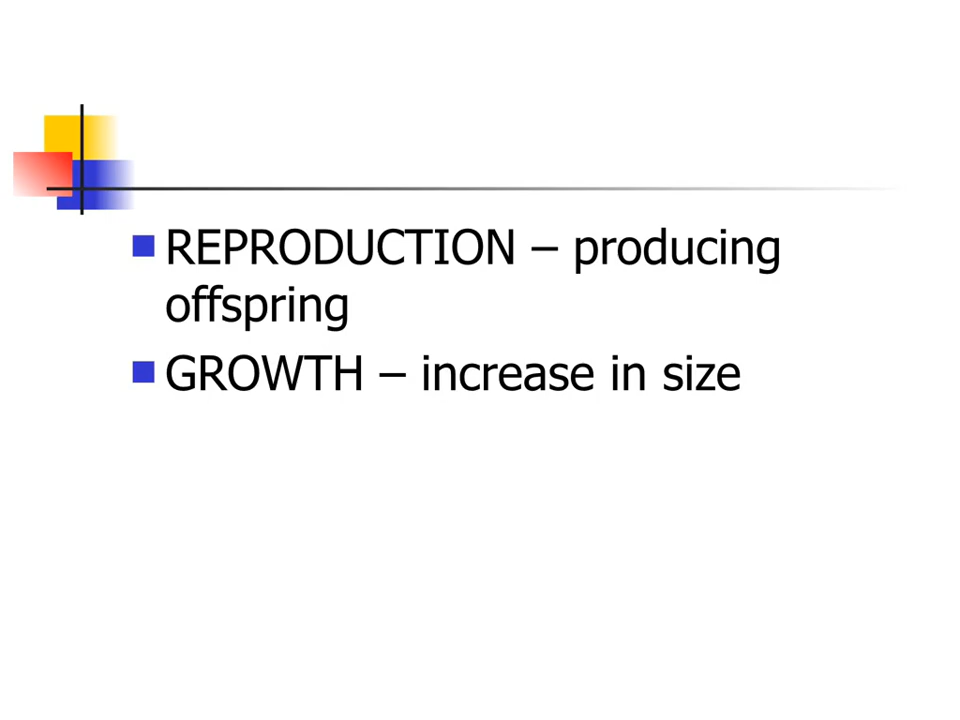 REPRODUCTION – producing
offspring
GROWTH – increase in size